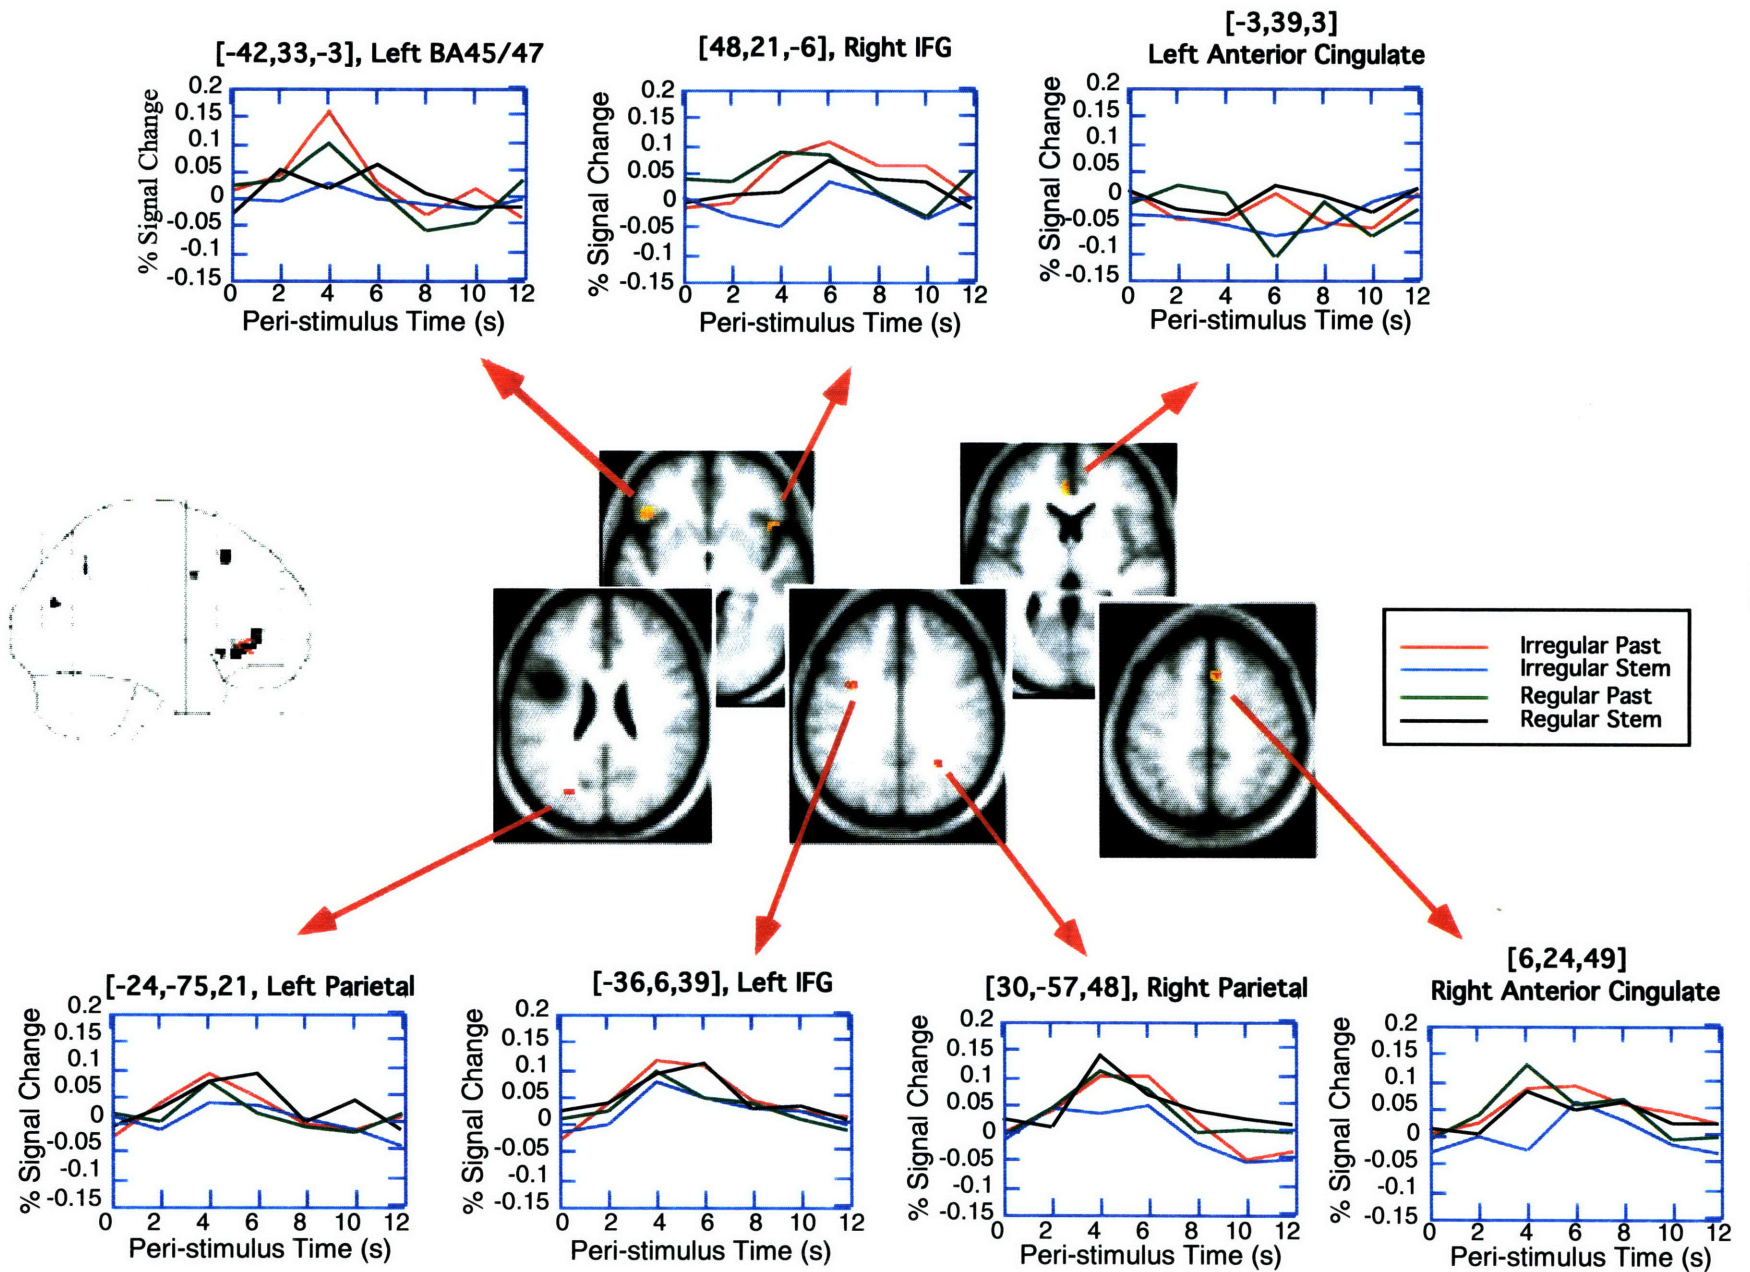 [-42,33,-3], Left BA45/47
% Signal Change
0.2
0.15
0.1
0.05
0
-0.05
-0.1
-0.15
0 2 4 6 8 10 12
Peri-stimulus Time (s)
[48,21,-6], Right IFG
% Signal Change
0.2
0.15
0.1
0.05
0
-0.05
-0.1
-0.15
0 2 4 6 8 10 12
Peri-stimulus Time (s)
[-3,39,3]
Left Anterior Cingulate
% Signal Change
0.2
0.15
0.1
0.05
0
-0.05
-0.1
-0.15
0 2 4 6 8 10 12
Peri-stimulus Time (s)
Irregular Past
Irregular Stem
Regular Past
Regular Stem
[-24,-75,21, Left Parietal
% Signal Change
0.2
0.15
0.1
0.05
0
-0.05
-0.1
-0.15
0 2 4 6 8 10 12
Peri-stimulus Time (s)
[-36,6,39], Left IFG
% Signal Change
0.2
0.15
0.1
0.05
0
-0.05
-0.1
-0.15
0 2 4 6 8 10 12
Peri-stimulus Time (s)
[30,-57,48], Right Parietal
% Signal Change
0.2
0.15
0.1
0.05
0
-0.05
-0.1
-0.15
0 2 4 6 8 10 12
Peri-stimulus Time (s)
[6,24,49]
Right Anterior Cingulate
% Signal Change
0.2
0.15
0.1
0.05
0
-0.05
-0.1
-0.15
0 2 4 6 8 10 12
Peri-stimulus Time (s)